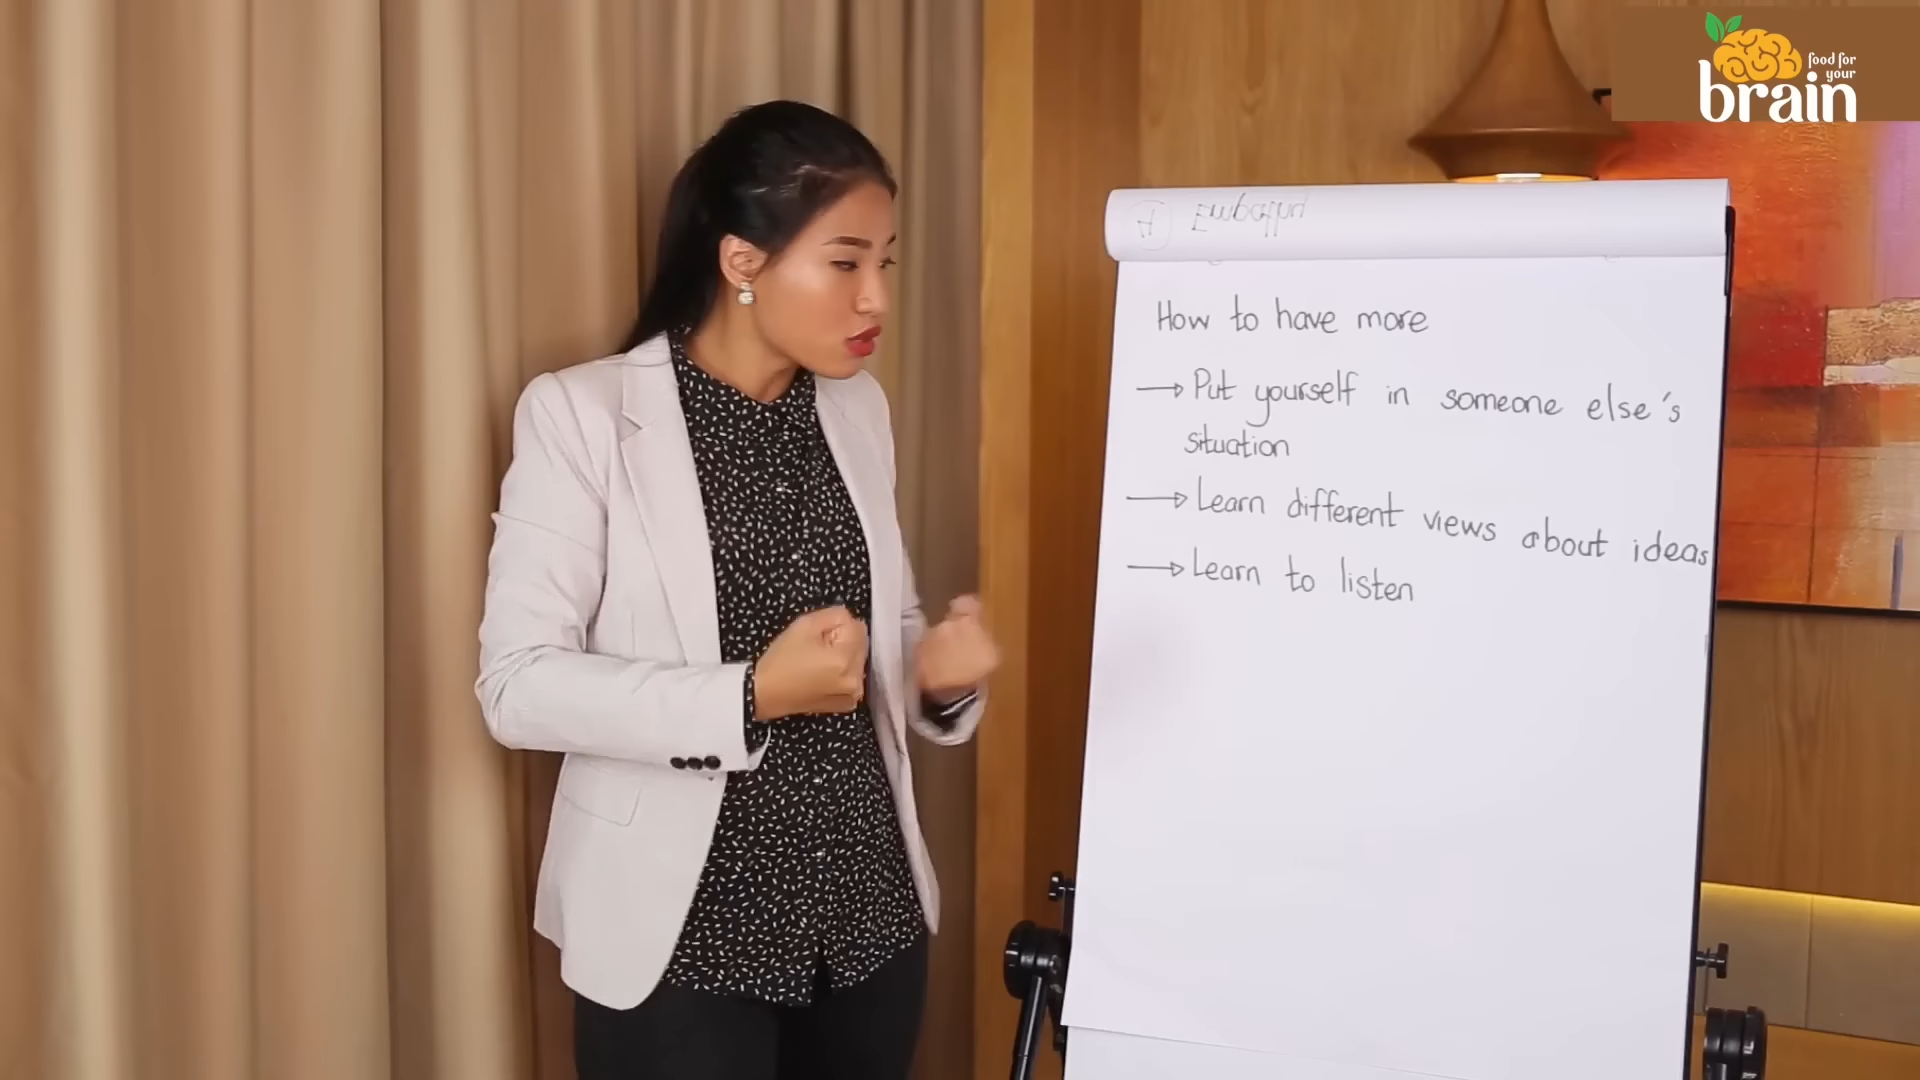 food for
your
brain
How to have more
→ Put yourself in someone else's
situation
→ Learn different views about ideas
→ Learn to listen